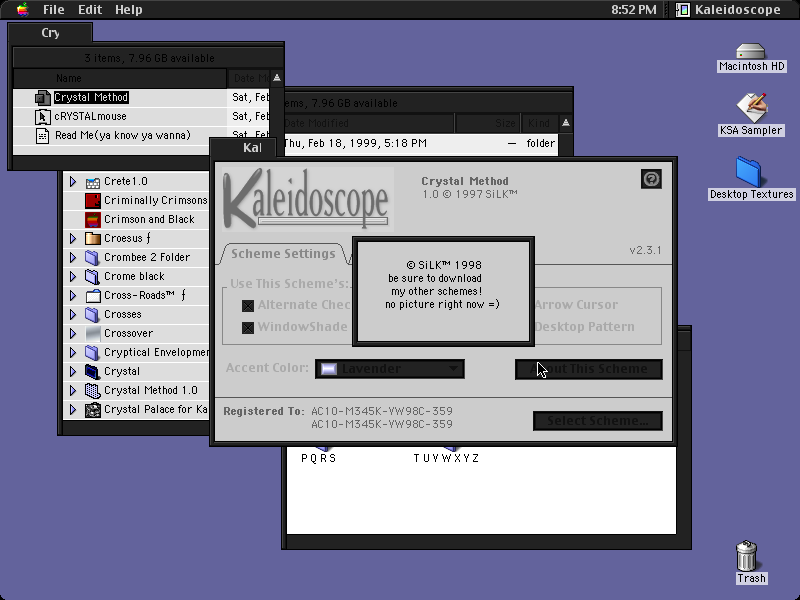 File Edit Help
8:52 PM
Kaleidoscope
Cry
3 items, 7.96 GB available
Name
Date M
Crystal Method
Sat, Feb
cRYSTALmouse
Sat, Feb
Read Me(ya know ya wanna)
Sat, Feb
ems, 7.96 GB available
Date Modified
Size
Kind
Thu, Feb 18, 1999, 5:18 PM
— folder
Crete1.0
Criminally Crimsons
Crimson and Black
Croesus ƒ
Crombee 2 Folder
Crome black
Cross-Roads™ ƒ
Crosses
Crossover
Cryptical Envelopmen
Crystal
Crystal Method 1.0
Crystal Palace for Ka
Kal
Kaleidoscope
Crystal Method
1.0 © 1997 SiLK™
v2.3.1
Scheme Settings
Use This Scheme's:
Alternate Chec
WindowShade
Arrow Cursor
Desktop Pattern
© SiLK™ 1998
be sure to download
my other schemes!
no picture right now =)
Accent Color:
Lavender
About This Scheme
Registered To:
AC10-M345K-YW98C-359
AC10-M345K-YW98C-359
Select Scheme...
PQRS
TUVWXYZ
Macintosh HD
KSA Sampler
Desktop Textures
Trash